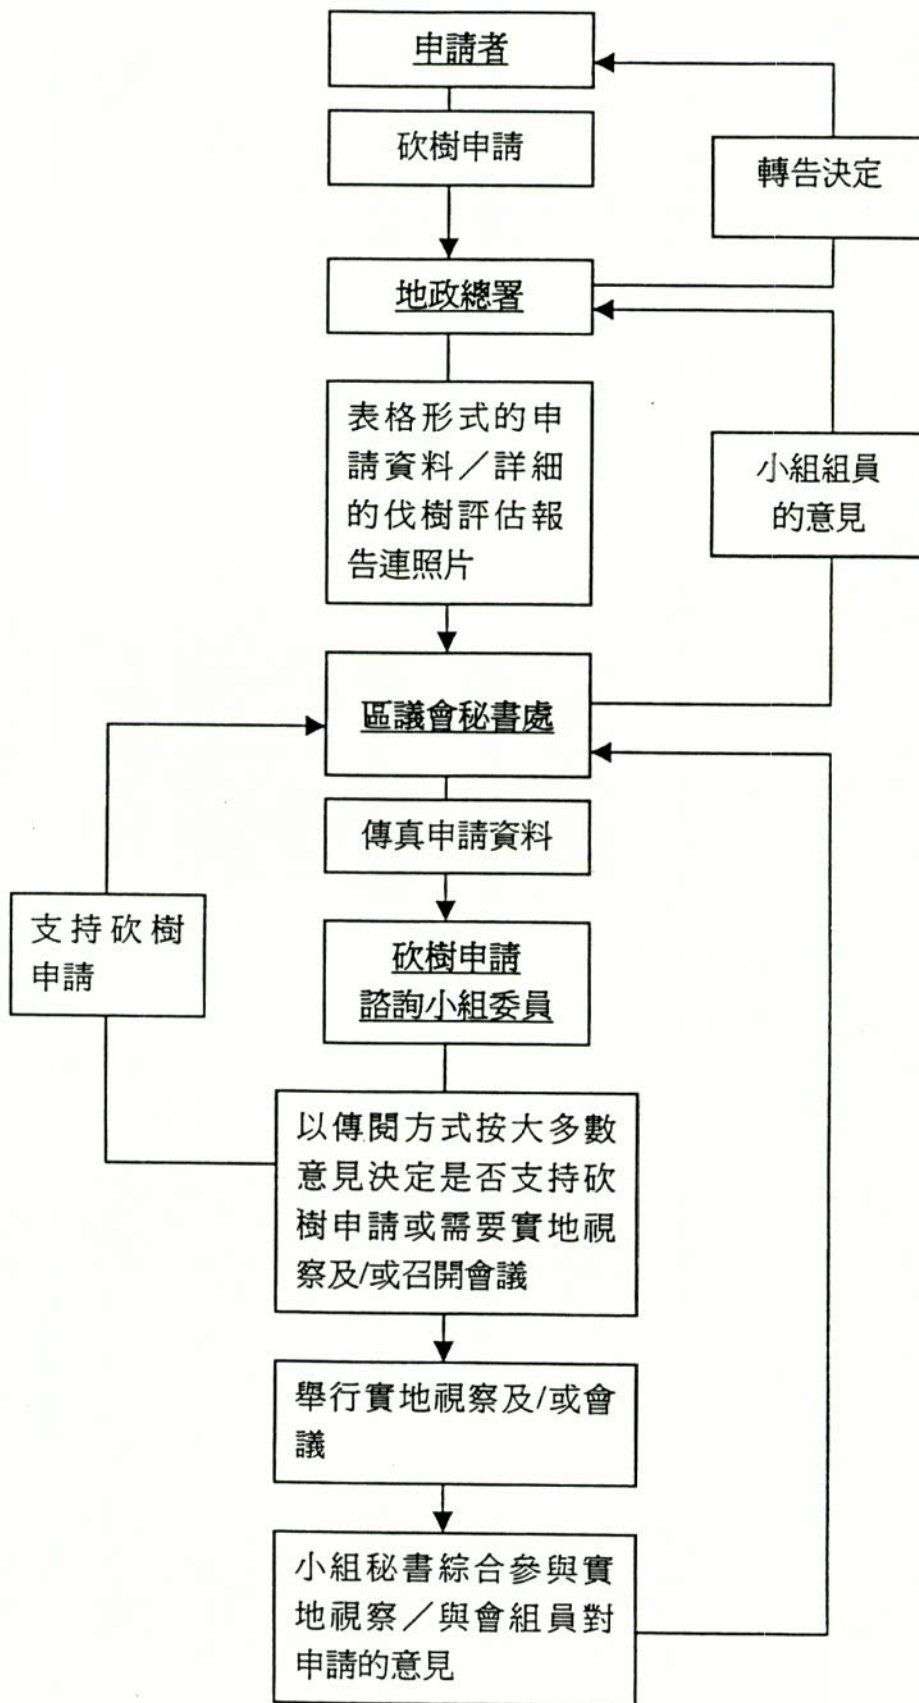 申請者
砍樹申請
轉告決定
地政總署
表格形式的申
請資料／詳細
的伐樹評估報
告連照片
小組組員
的意見
區議會秘書處
傳真申請資料
支持砍樹
申請
砍樹申請
諮詢小組委員
以傳閱方式按大多數
意見決定是否支持砍
樹申請或需要實地視
察及/或召開會議
舉行實地視察及/或會
議
小組秘書綜合參與實
地視察／與會組員對
申請的意見